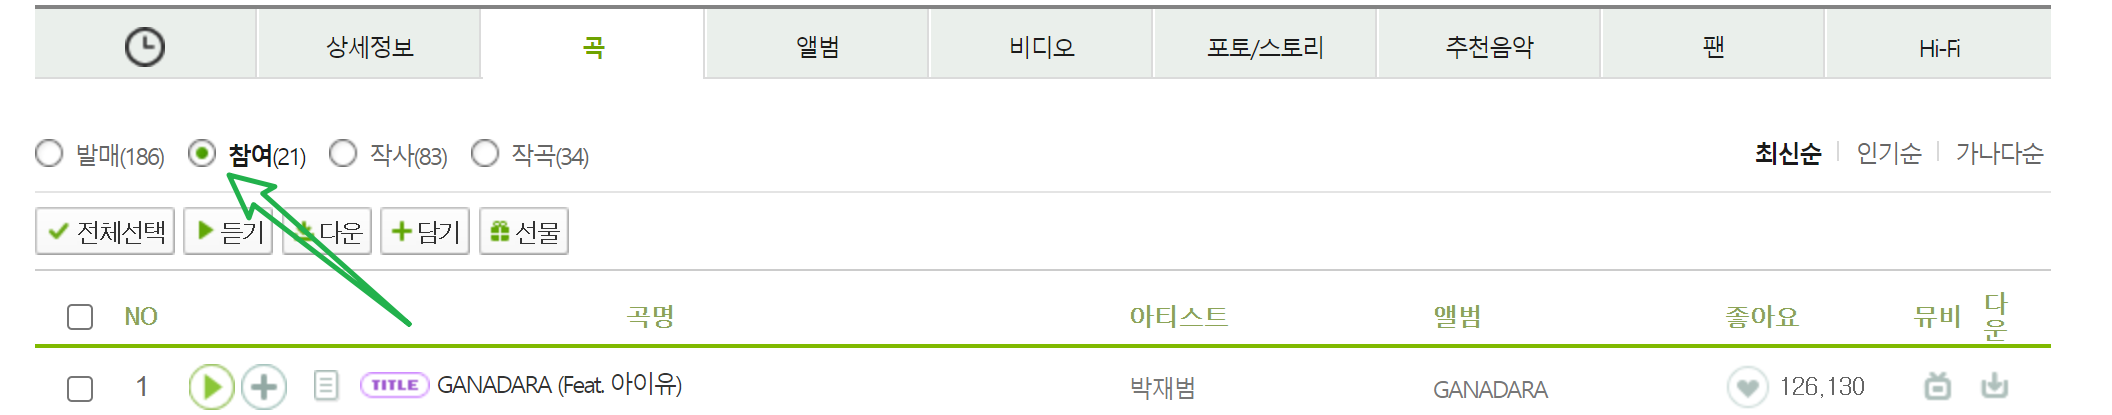 상세정보 곡 앨범 비디오 포토/스토리 추천음악 팬 Hi-Fi
발매(186) 참여(21) 작사(83) 작곡(34) 최신순 인기순 가나다순
전체선택 듣기 다운 담기 선물
NO 곡명 아티스트 앨범 좋아요 뮤비 다운
1 TITLE GANADARA (Feat. 아이유) 박재범 GANADARA 126,130